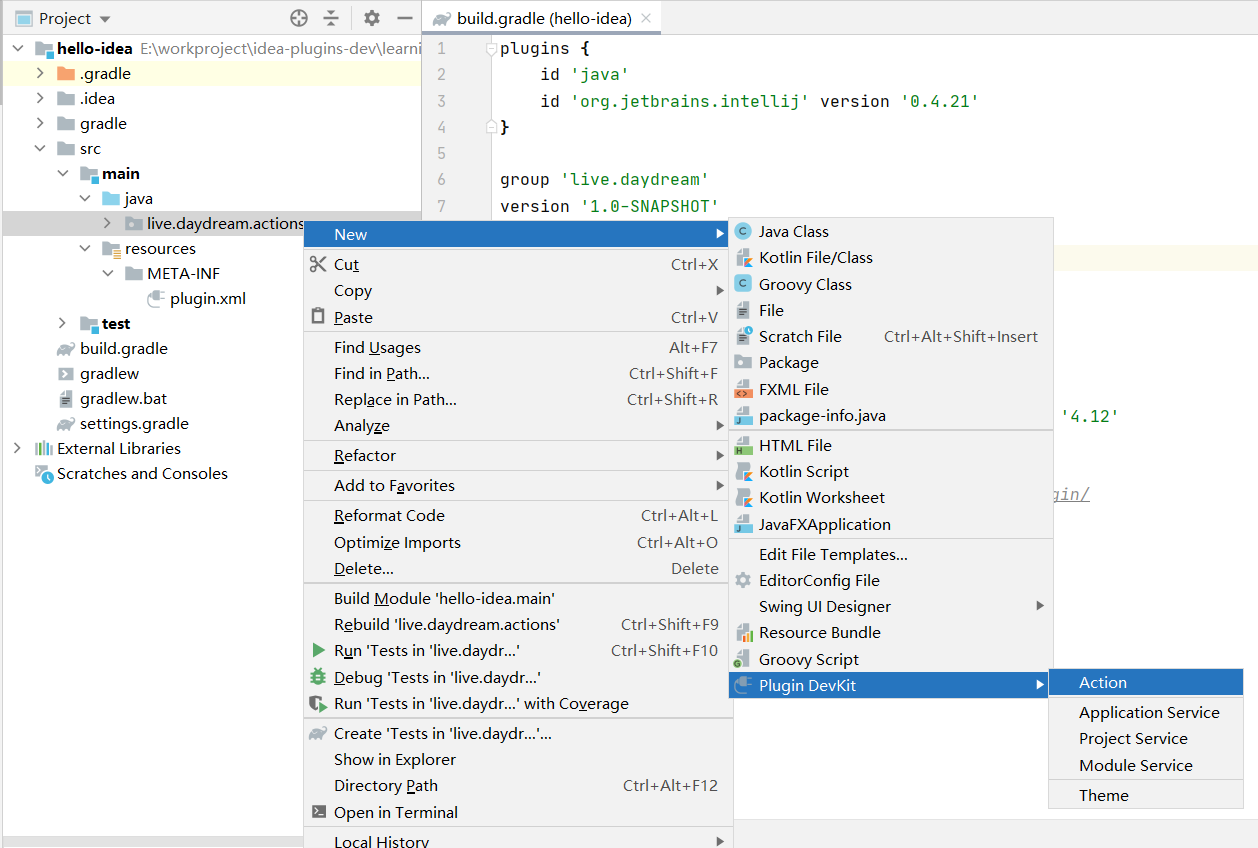 Project
build.gradle (hello-idea)
hello-idea E:\workproject\idea-plugins-dev\learni
.gradle
.idea
gradle
src
main
java
live.daydream.actions
resources
META-INF
plugin.xml
test
build.gradle
gradlew
gradlew.bat
settings.gradle
External Libraries
Scratches and Consoles
1 plugins {
2 id 'java'
3 id 'org.jetbrains.intellij' version '0.4.21'
4 }
5
6 group 'live.daydream'
7 version '1.0-SNAPSHOT'
'4.12'
gin/
New
Cut Ctrl+X
Copy
Paste Ctrl+V
Find Usages Alt+F7
Find in Path... Ctrl+Shift+F
Replace in Path... Ctrl+Shift+R
Analyze
Refactor
Add to Favorites
Reformat Code Ctrl+Alt+L
Optimize Imports Ctrl+Alt+O
Delete... Delete
Build Module 'hello-idea.main'
Rebuild 'live.daydream.actions' Ctrl+Shift+F9
Run 'Tests in 'live.daydr...' Ctrl+Shift+F10
Debug 'Tests in 'live.daydr...'
Run 'Tests in 'live.daydr...' with Coverage
Create 'Tests in 'live.daydr...'...
Show in Explorer
Directory Path Ctrl+Alt+F12
Open in Terminal
Local History
Java Class
Kotlin File/Class
Groovy Class
File
Scratch File Ctrl+Alt+Shift+Insert
Package
FXML File
package-info.java
HTML File
Kotlin Script
Kotlin Worksheet
JavaFXApplication
Edit File Templates...
EditorConfig File
Swing UI Designer
Resource Bundle
Groovy Script
Plugin DevKit
Action
Application Service
Project Service
Module Service
Theme